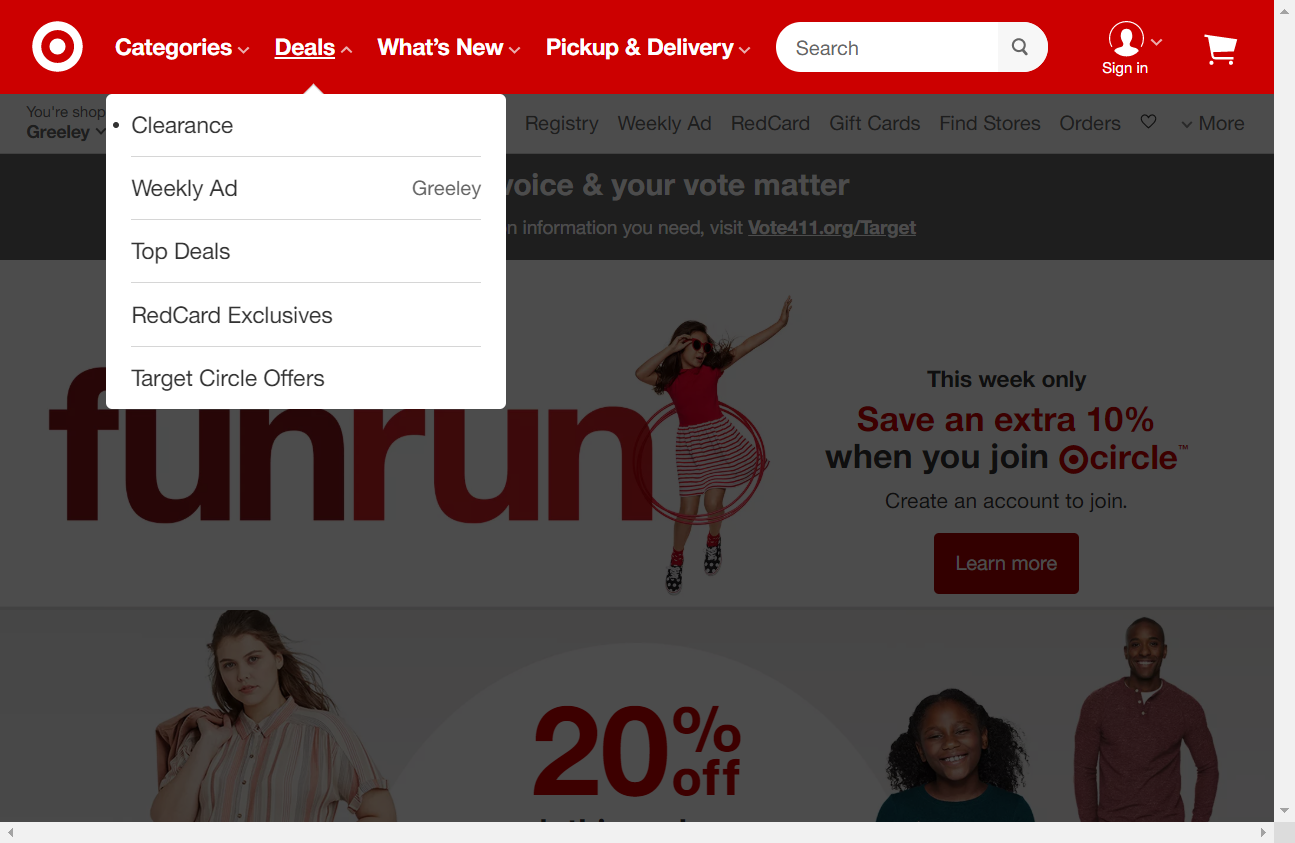 Categories Deals What's New Pickup & Delivery Search Sign in
You're shop
Greeley
Registry Weekly Ad RedCard Gift Cards Find Stores Orders More
Clearance
Weekly Ad Greeley
Top Deals
RedCard Exclusives
Target Circle Offers
voice & your vote matter
information you need, visit Vote411.org/Target
funrun
This week only
Save an extra 10%
when you join circle™
Create an account to join.
Learn more
20% off